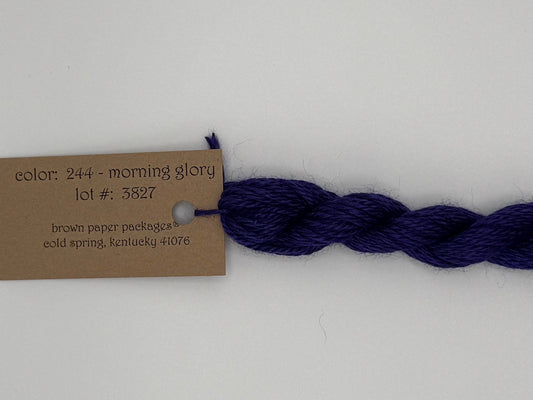 color: 244 - morning glory
lot #: 3827
brown paper packages®
cold spring, kentucky 41076